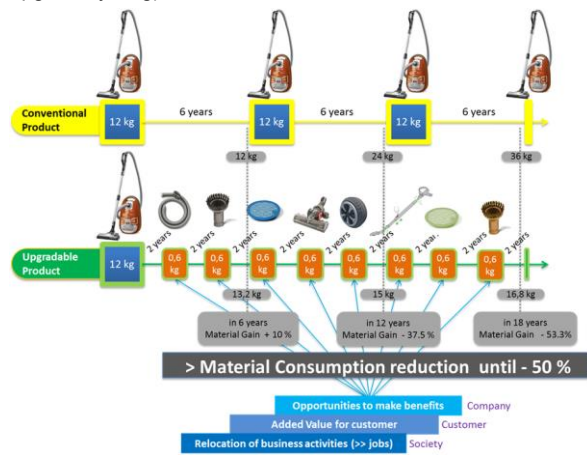 Conventional
Product
12 kg
6 years
12 kg
6 years
12 kg
6 years
12 kg
24 kg
36 kg
Upgradable
Product
12 kg
2 years
0,6
kg
2 years
0,6
kg
2 years
0,6
kg
2 years
0,6
kg
2 years
0,6
kg
2 years
0,6
kg
2 years
0,6
kg
2 years
0,6
kg
2 years
13,2 kg
15 kg
16,8 kg
in 6 years
Material Gain + 10 %
in 12 years
Material Gain - 37.5 %
in 18 years
Material Gain - 53.3%
> Material Consumption reduction until - 50 %
Opportunities to make benefits
Company
Added Value for customer
Customer
Relocation of business activities (>> jobs)
Society